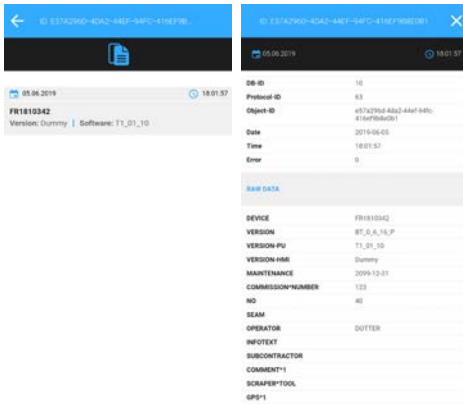 ID: E57A296D-4DA2-44EF-94FC-416EF9B...
05.06.2019 18:01:57
FR1810342
Version: Dummy | Software: T1_01_10
ID: E57A296D-4DA2-44EF-94FC-416EF9B8E0B1
05.06.2019 18:01:57
DB-ID 10
Protocol-ID 63
Object-ID e57a296d-4da2-44ef-94fc-
416ef9b8e0b1
Date 2019-06-05
Time 18:01:57
Error 0
RAW DATA
DEVICE FR1810342
VERSION BT_0_6_16_P
VERSION-PU T1_01_10
VERSION-HMI Dummy
MAINTENANCE 2099-12-31
COMMISSION*NUMBER 123
NO 40
SEAM
OPERATOR DUTTER
INFOTEXT
SUBCONTRACTOR
COMMENT*1
SCRAPER*TOOL
GPS*1